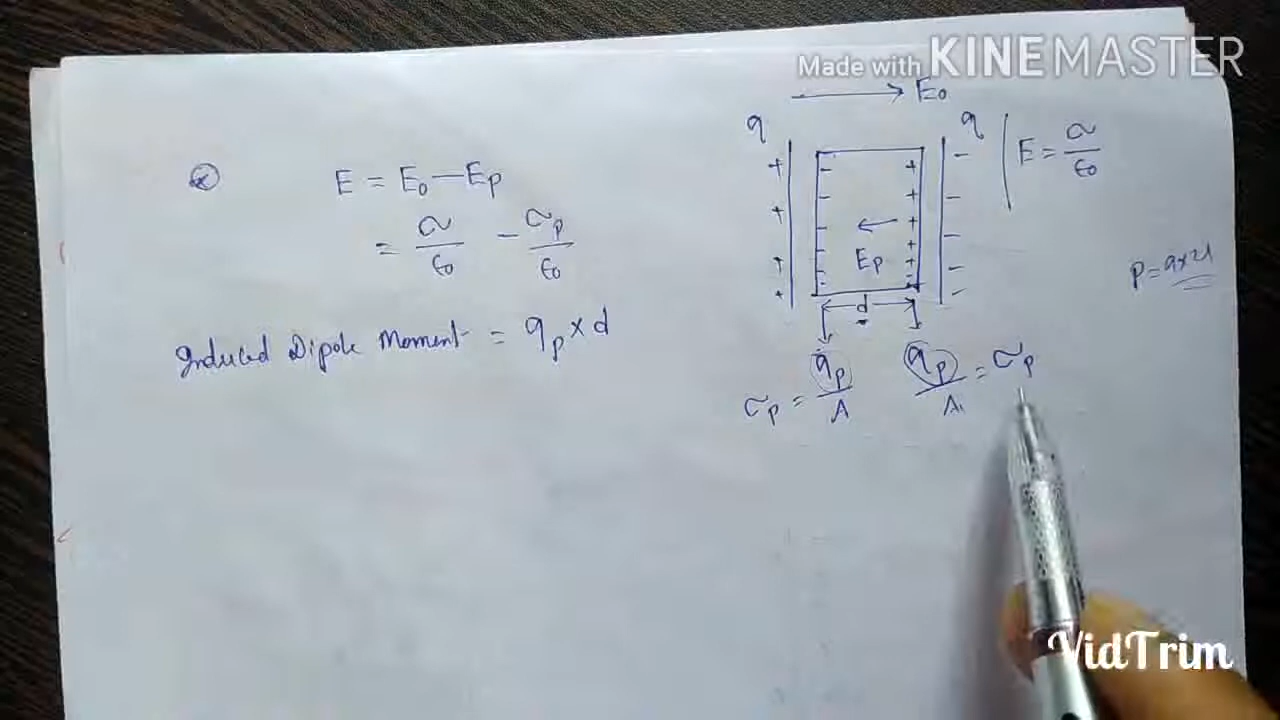 Made with KINEMASTER
E₀
q q
E = σ/ε₀
E = E₀ – Eₚ
= σ/ε₀ – σₚ/ε₀
Eₚ
d
P = q×2l
Induced Dipole Moment = qₚ × d
σₚ = qₚ/A qₚ/A = σₚ
VidTrim